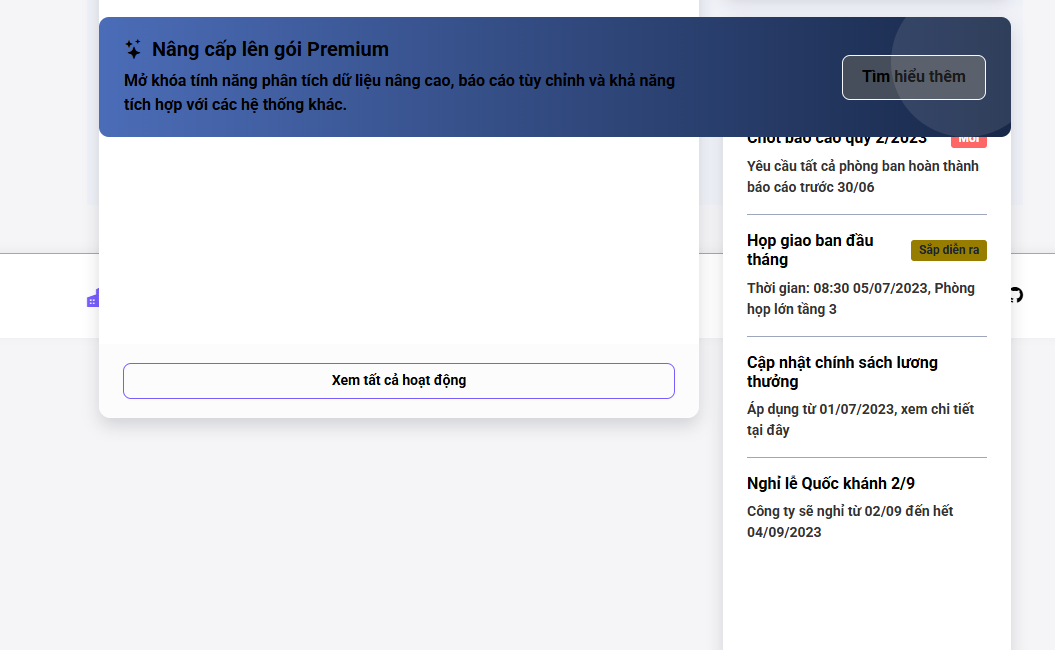 Nâng cấp lên gói Premium
Mở khóa tính năng phân tích dữ liệu nâng cao, báo cáo tùy chỉnh và khả năng
tích hợp với các hệ thống khác.
Tìm hiểu thêm
Chốt báo cáo quý 2/2023
Mới
Yêu cầu tất cả phòng ban hoàn thành
báo cáo trước 30/06
Họp giao ban đầu
tháng
Sắp diễn ra
Thời gian: 08:30 05/07/2023, Phòng
họp lớn tầng 3
Cập nhật chính sách lương
thưởng
Áp dụng từ 01/07/2023, xem chi tiết
tại đây
Nghỉ lễ Quốc khánh 2/9
Công ty sẽ nghỉ từ 02/09 đến hết
04/09/2023
Xem tất cả hoạt động